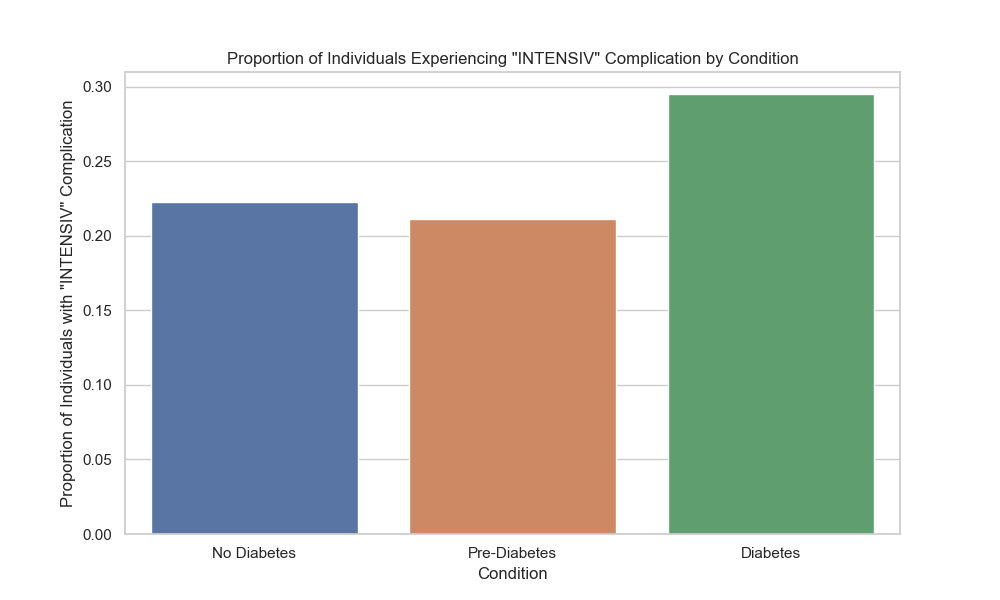 Proportion of Individuals Experiencing "INTENSIV" Complication by Condition
Proportion of Individuals with "INTENSIV" Complication
0.30
0.25
0.20
0.15
0.10
0.05
0.00
No Diabetes
Pre-Diabetes
Diabetes
Condition